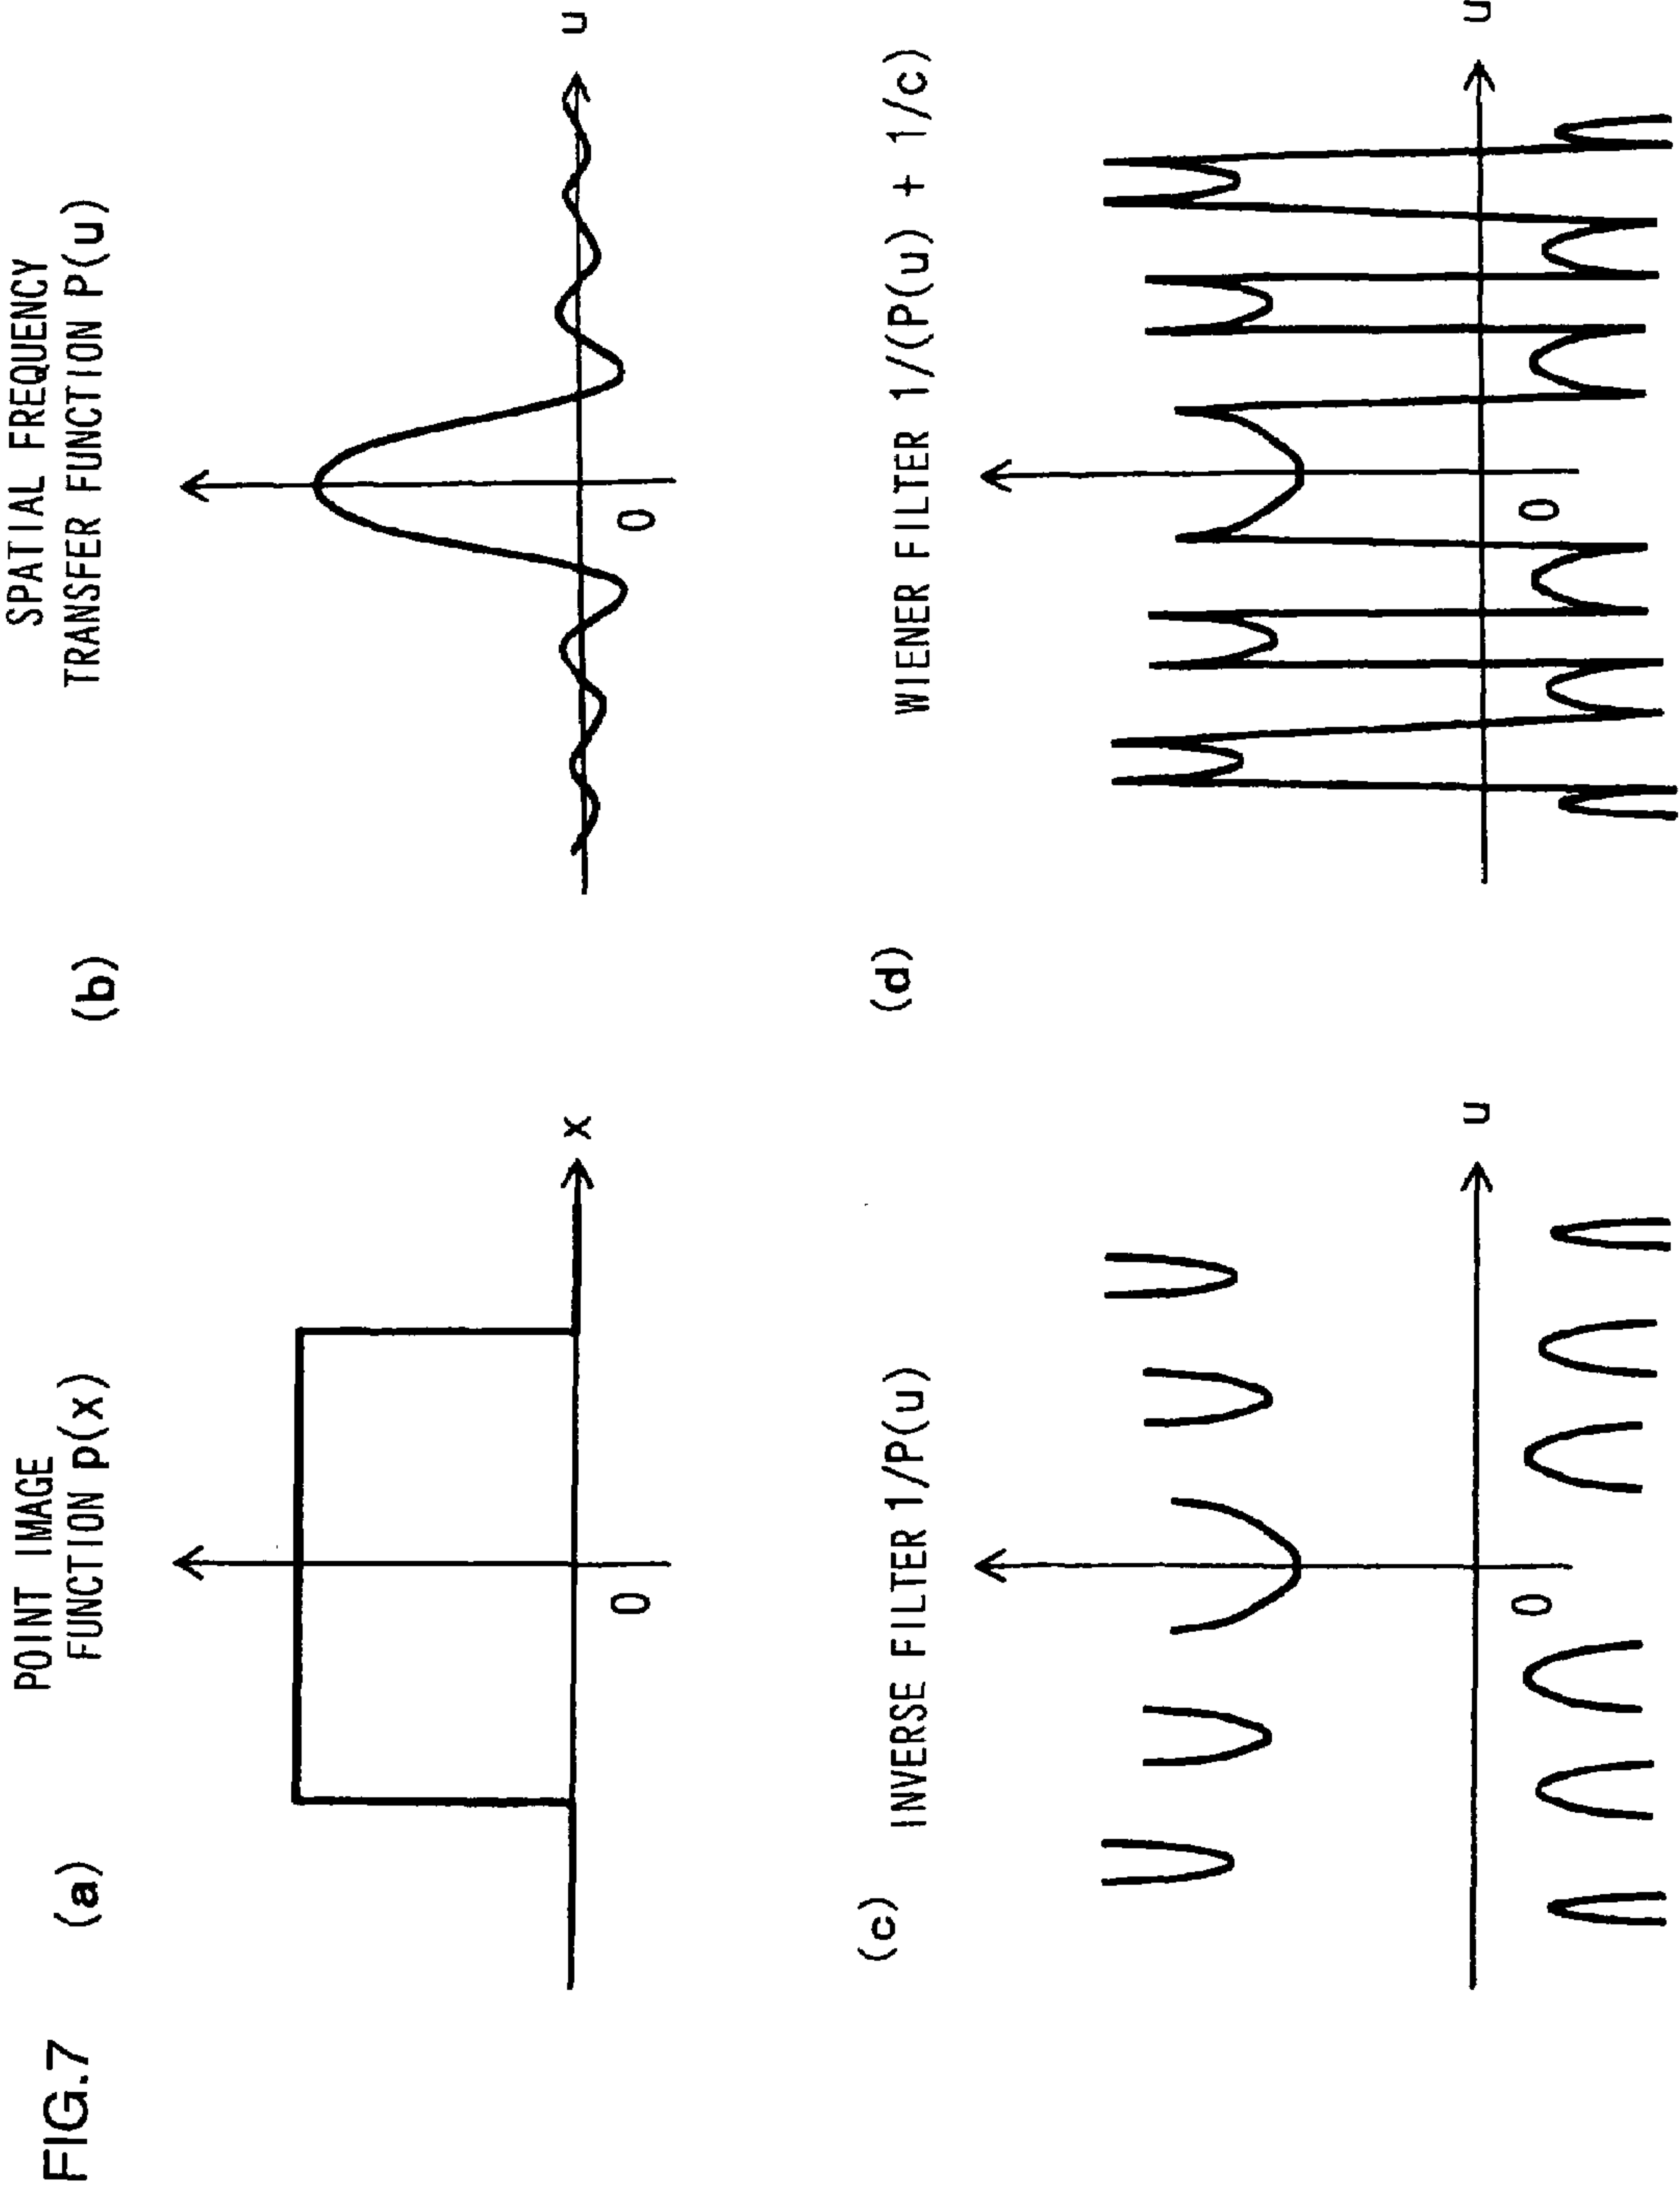 FIG.7
(a)
POINT IMAGE
FUNCTION p(x)
x
0
(b)
SPATIAL FREQUENCY
TRANSFER FUNCTION P(u)
u
0
(c)
INVERSE FILTER 1/P(u)
u
0
(d)
WIENER FILTER 1/(P(u) + 1/c)
u
0